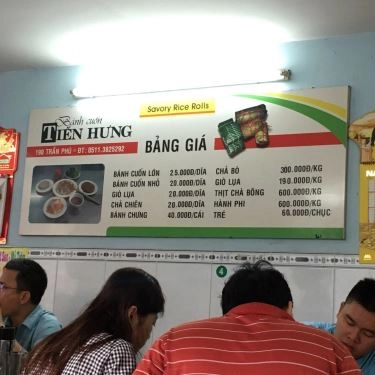 Bánh cuốn
TIẾN HƯNG
190 TRẦN PHÚ - ĐT: 0511.3825292
Savory Rice Rolls
BẢNG GIÁ
BÁNH CUỐN LỚN 25.000Đ/DĨA
BÁNH CUỐN NHỎ 20.000Đ/DĨA
GIÒ LỤA 20.000Đ/DĨA
CHẢ CHIÊN 20.000Đ/DĨA
BÁNH CHƯNG 40.000Đ/CÁI
CHẢ BÒ 300.000Đ/KG
GIÒ LỤA 190.000Đ/KG
THỊT CHÀ BÔNG 600.000Đ/KG
HÀNH PHI 600.000Đ/KG
TRÉ 60.000Đ/CHỤC
4
NA